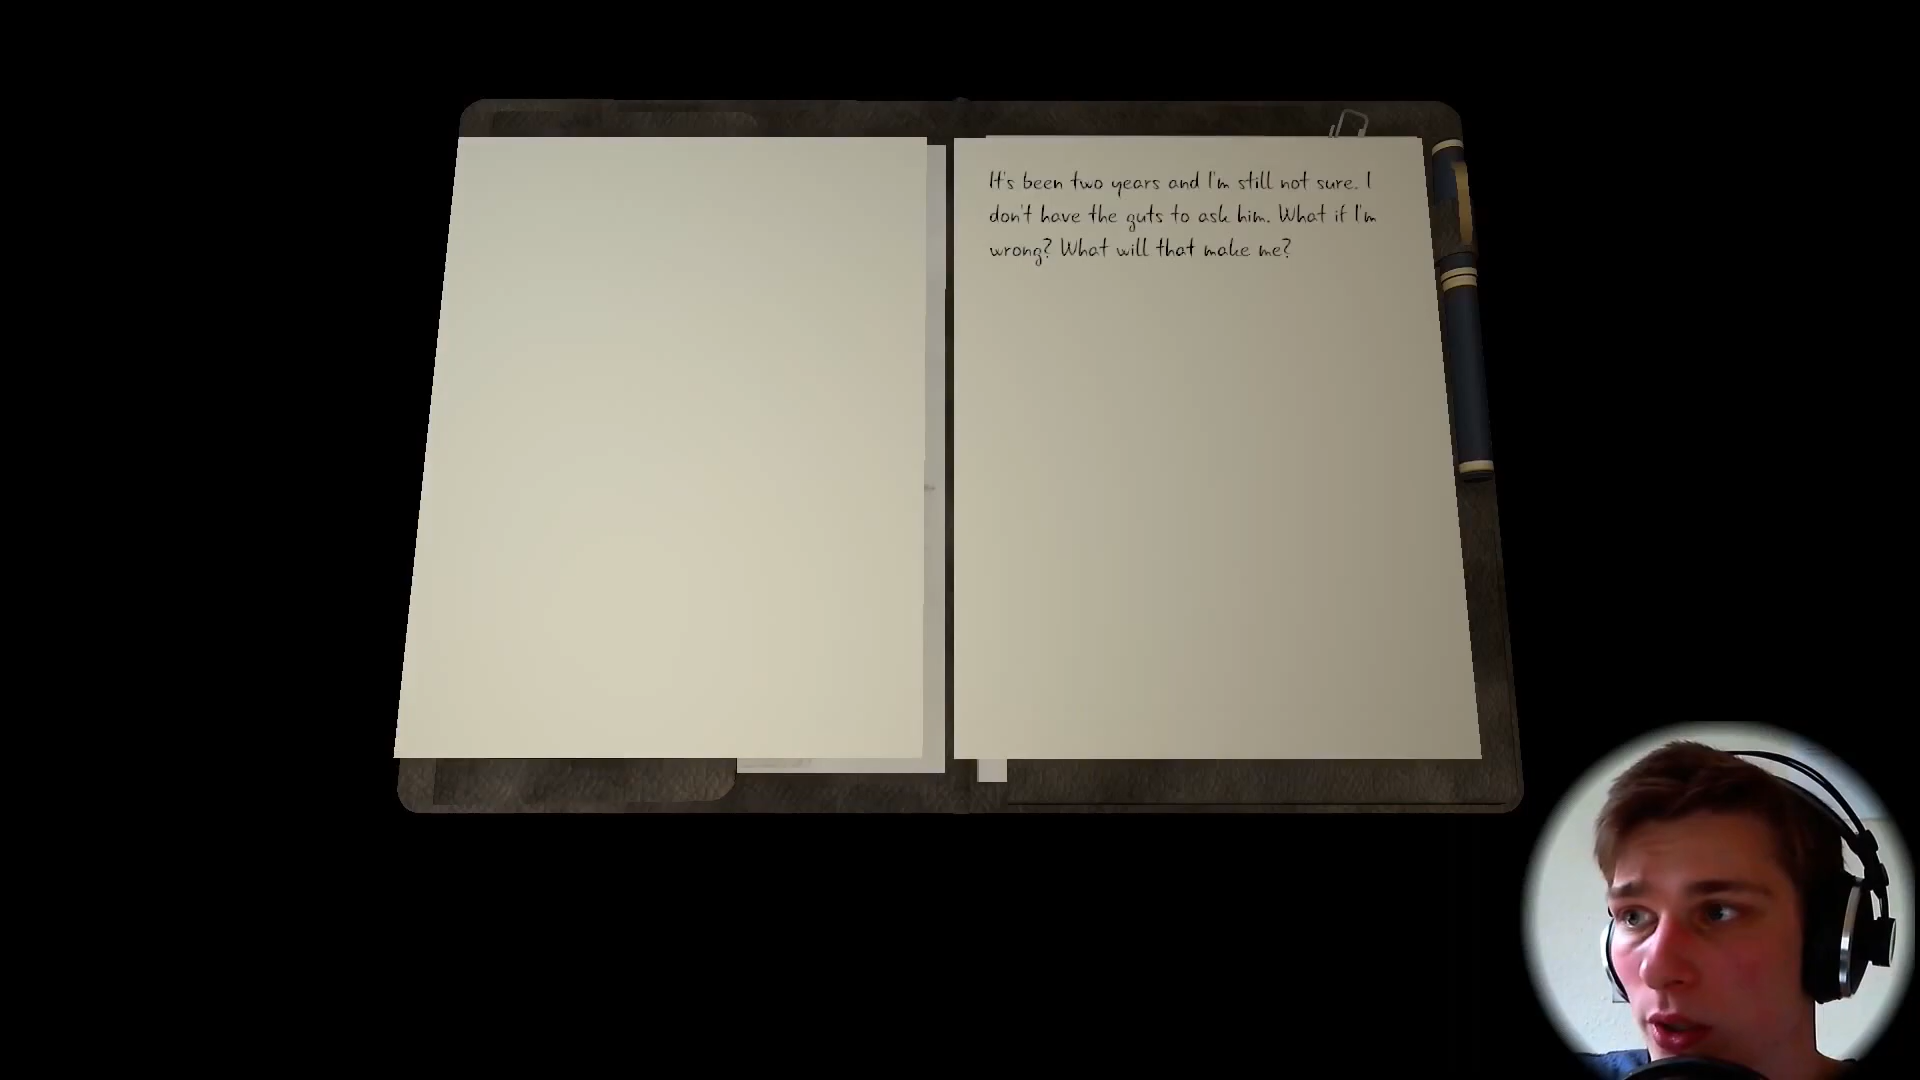 It's been two years and I'm still not sure. I
don't have the guts to ask him. What if I'm
wrong? What will that make me?